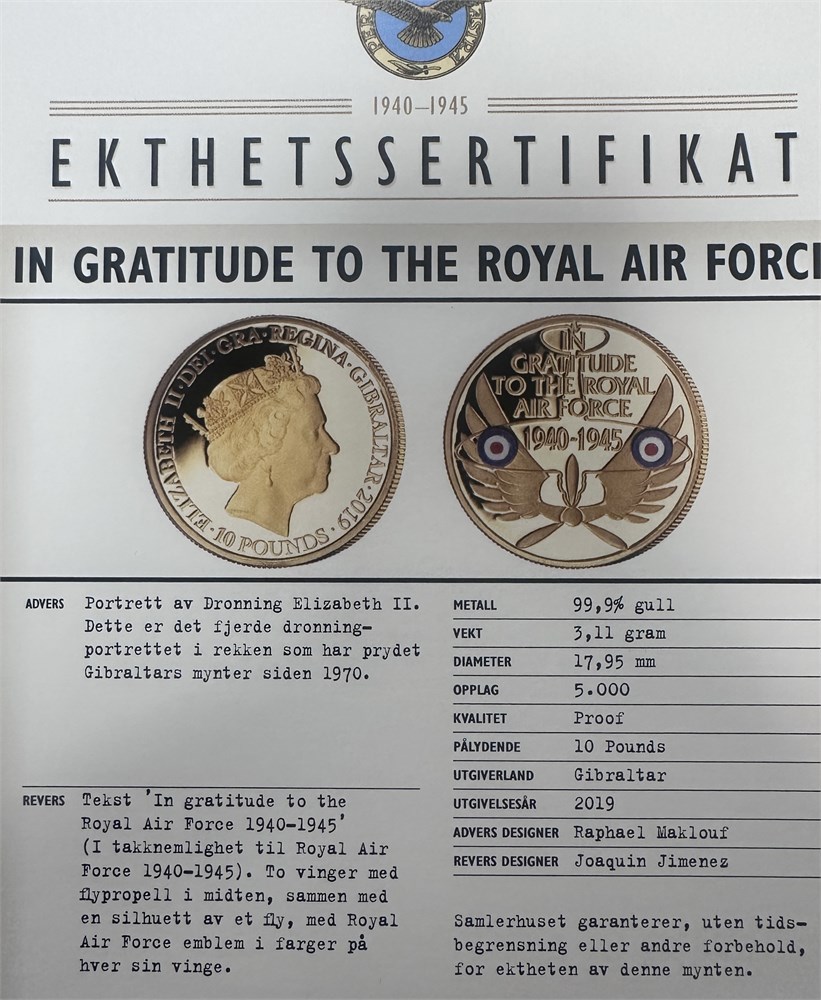 PER ASTRA
1940–1945
EKTHETSSERTIFIKAT
IN GRATITUDE TO THE ROYAL AIR FORC
ELIZABETH II · DEI · GRA · REGINA · GIBRALTAR · 2019 · 10 POUNDS ·
IN
GRATITUDE
TO THE ROYAL
AIR FORCE
1940-1945
ADVERS Portrett av Dronning Elizabeth II.
Dette er det fjerde dronning-
portrettet i rekken som har prydet
Gibraltars mynter siden 1970.
REVERS Tekst 'In gratitude to the
Royal Air Force 1940–1945'
(I takknemlighet til Royal Air
Force 1940–1945). To vinger med
flypropell i midten, sammen med
en silhuett av et fly, med Royal
Air Force emblem i farger på
hver sin vinge.
METALL 99,9% gull
VEKT 3,11 gram
DIAMETER 17,95 mm
OPPLAG 5.000
KVALITET Proof
PÅLYDENDE 10 Pounds
UTGIVERLAND Gibraltar
UTGIVELSESÅR 2019
ADVERS DESIGNER Raphael Maklouf
REVERS DESIGNER Joaquin Jimenez
Samlerhuset garanterer, uten tids-
begrensning eller andre forbehold,
for ektheten av denne mynten.